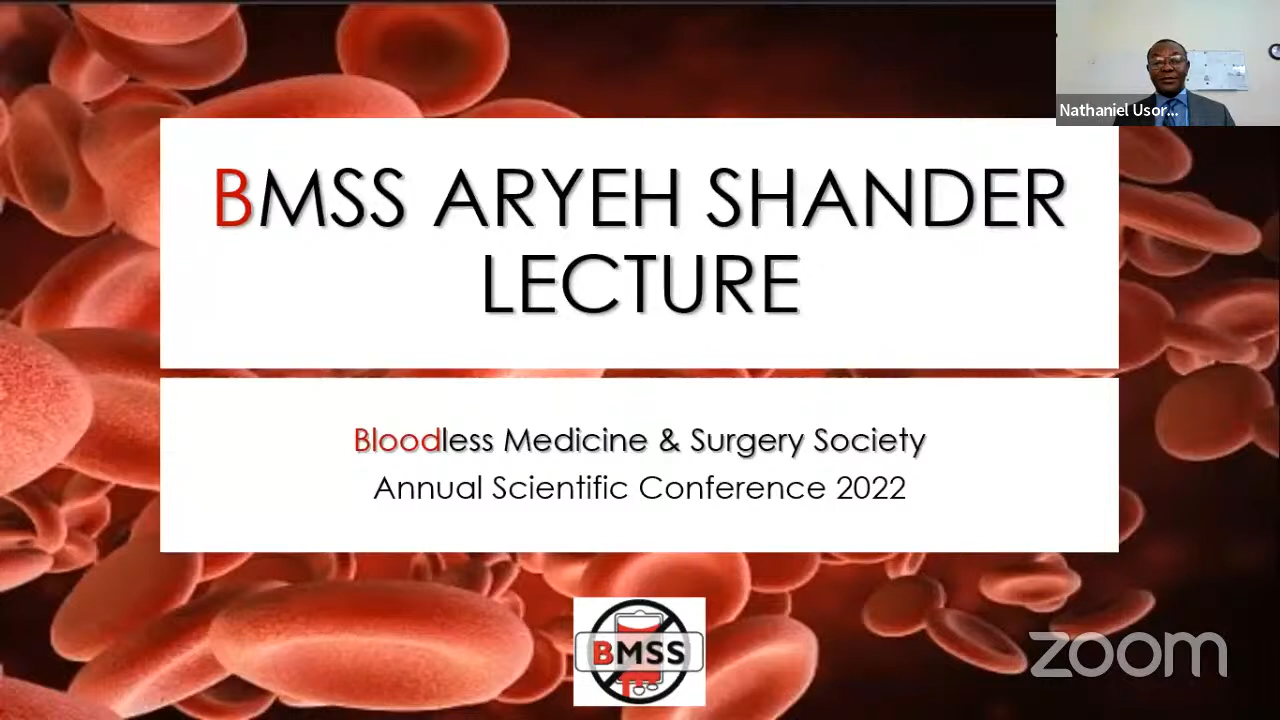 Nathaniel Usor...
BMSS ARYEH SHANDER
LECTURE
Bloodless Medicine & Surgery Society
Annual Scientific Conference 2022
BMSS
zoom